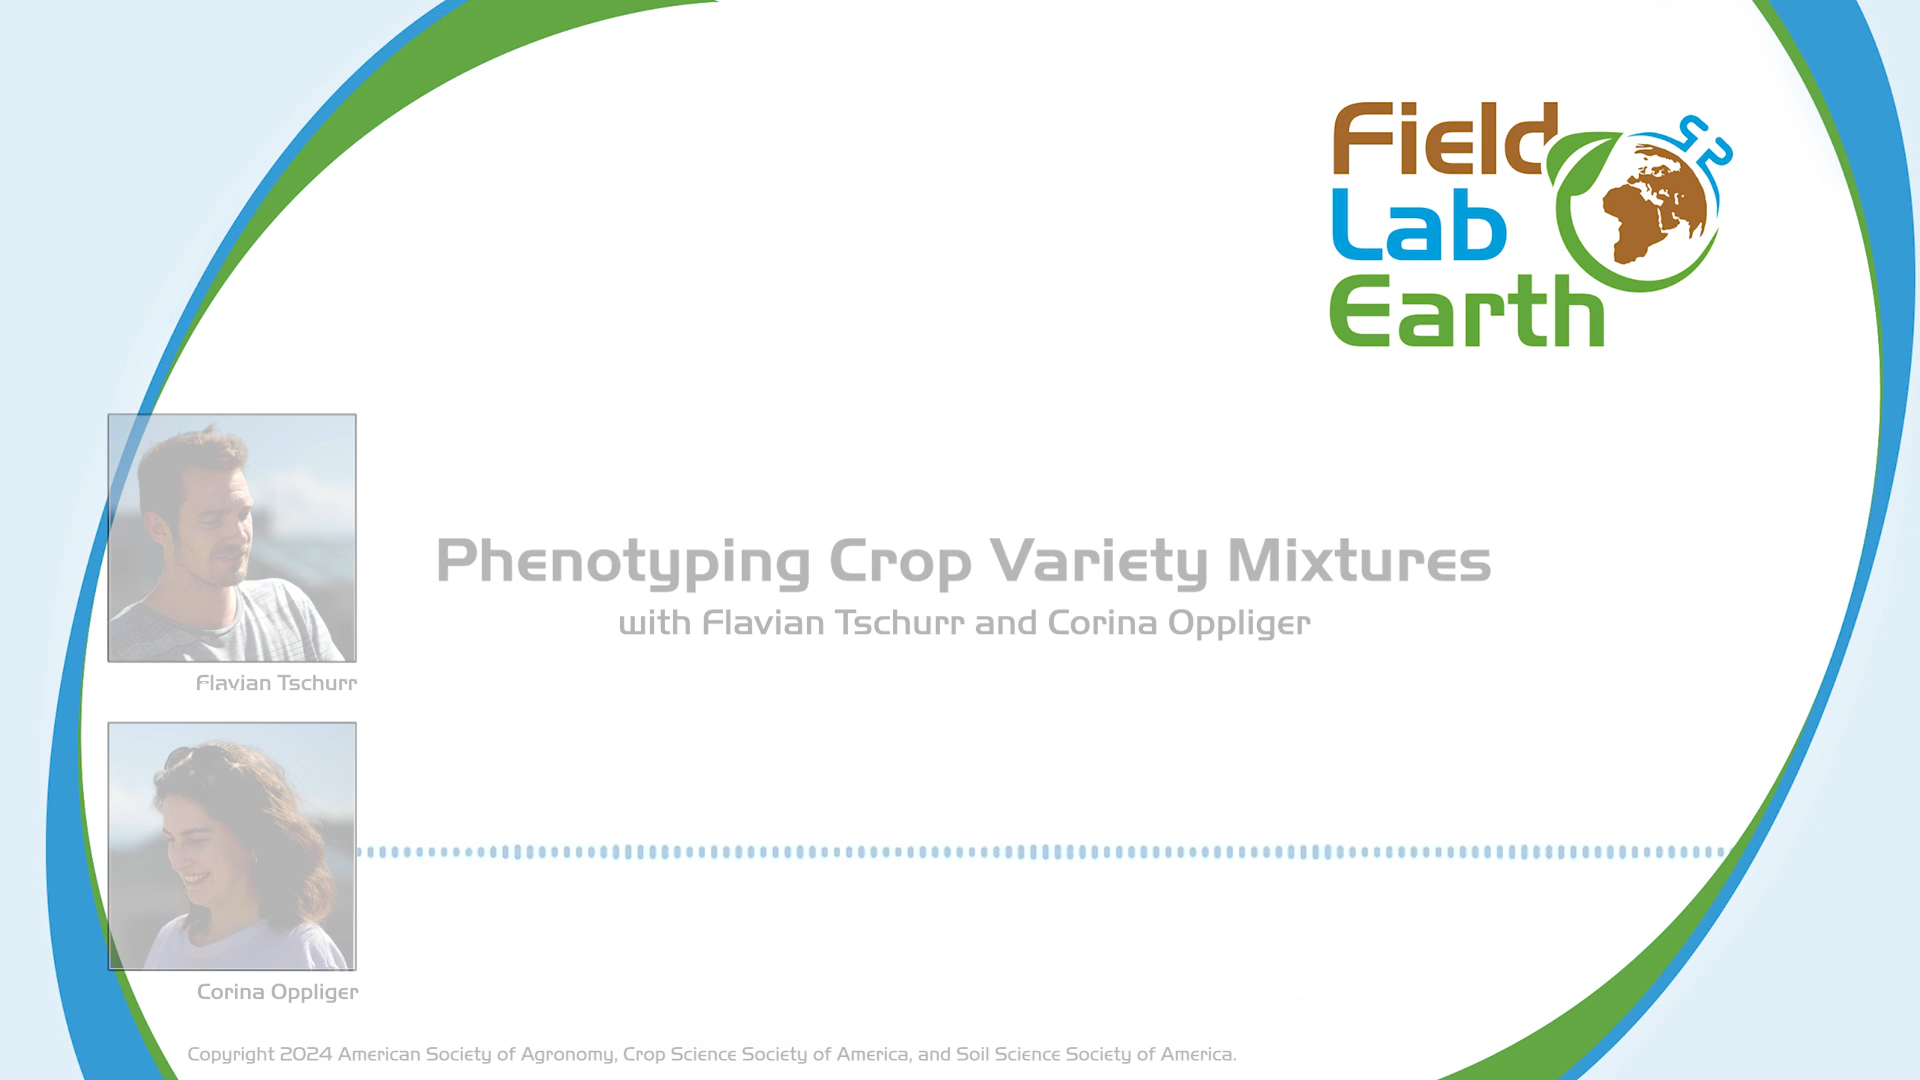 Field
Lab
Earth
Phenotyping Crop Variety Mixtures
with Flavian Tschurr and Corina Oppliger
Flavian Tschurr
Corina Oppliger
Copyright 2024 American Society of Agronomy, Crop Science Society of America, and Soil Science Society of America.